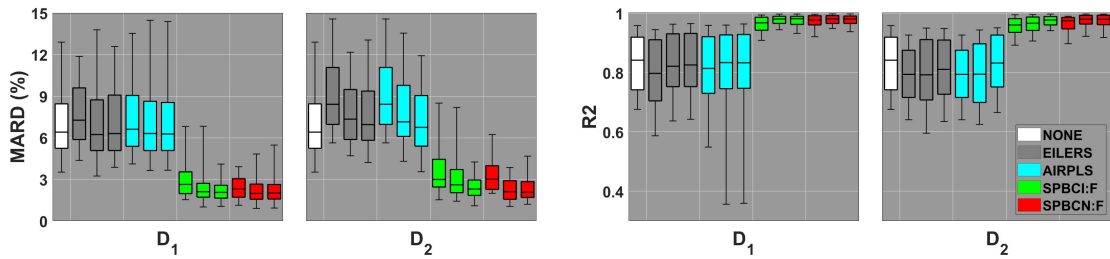 MARD (%)
15
12
9
6
3
0
D1
D2
R2
1
0.8
0.6
0.4
D1
D2
NONE
EILERS
AIRPLS
SPBCI:F
SPBCN:F